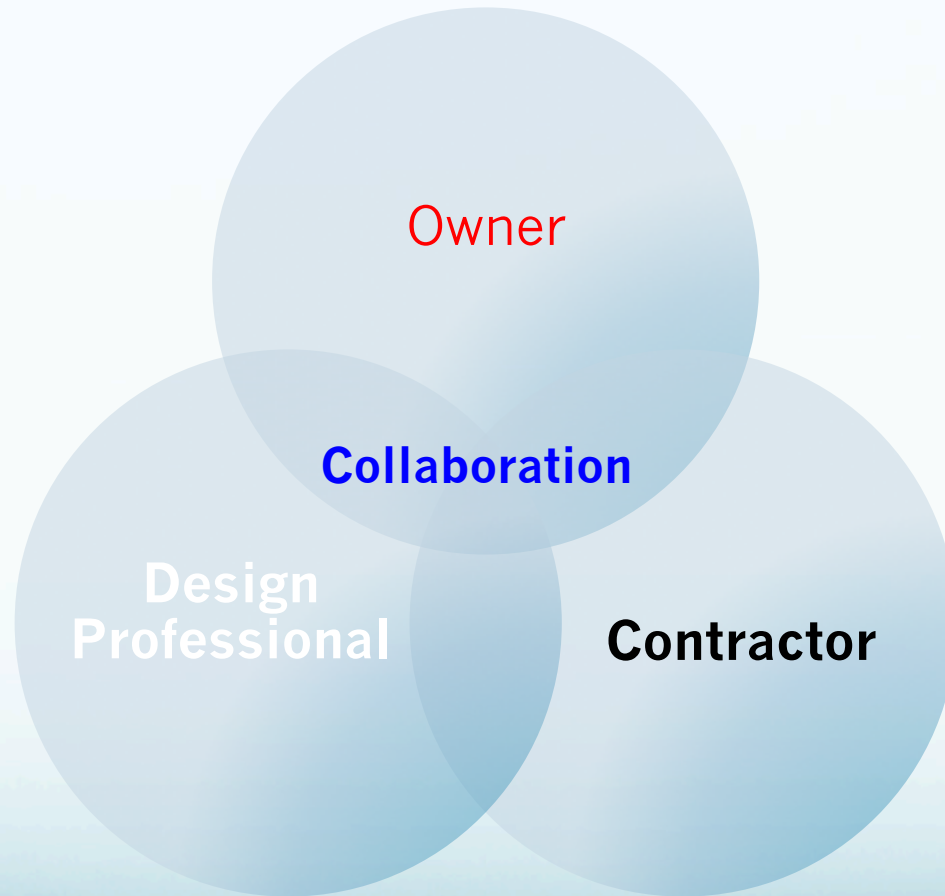 Owner
Collaboration
Design
Professional
Contractor